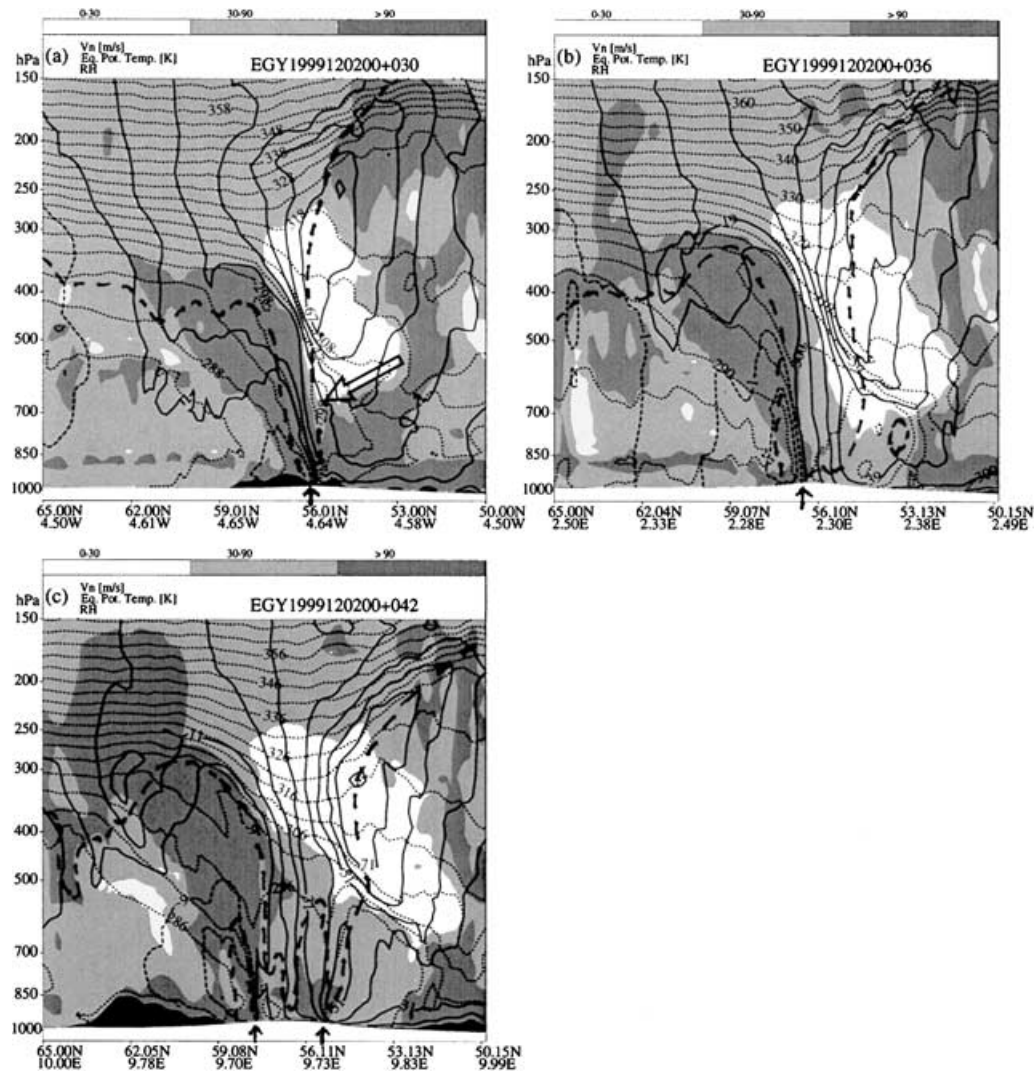 0-30 30-90 > 90
(a) Vn [m/s]
Eq. Pot. Temp. [K]
RH
EGY1999120200+030
hPa
150
200
250
300
400
500
700
850
1000
358
348
338
288
65.00N 62.00N 59.01N 56.01N 53.00N 50.00N
4.50W 4.61W 4.65W 4.64W 4.58W 4.50W
0-30 30-90 > 90
(b) Vn [m/s]
Eq. Pot. Temp. [K]
RH
EGY1999120200+036
hPa
150
200
250
300
400
500
700
850
1000
360
350
340
330
19
290
65.00N 62.04N 59.07N 56.10N 53.13N 50.15N
2.50E 2.33E 2.28E 2.30E 2.38E 2.49E
0-30 30-90 > 90
(c) Vn [m/s]
Eq. Pot. Temp. [K]
RH
EGY1999120200+042
hPa
150
200
250
300
400
500
700
850
1000
356
346
336
11
326
316
306
71
9
286
65.00N 62.05N 59.08N 56.11N 53.13N 50.15N
10.00E 9.78E 9.70E 9.73E 9.83E 9.99E